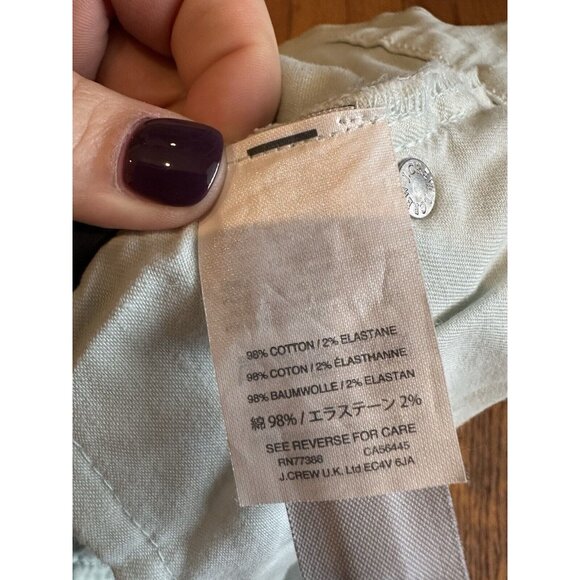 98% COTTON / 2% ELASTANE
98% COTON / 2% ÉLASTHANNE
98% BAUMWOLLE / 2% ELASTAN
綿 98% / エラステーン 2%
SEE REVERSE FOR CARE
RN77388 CA56445
J.CREW U.K. Ltd EC4V 6JA